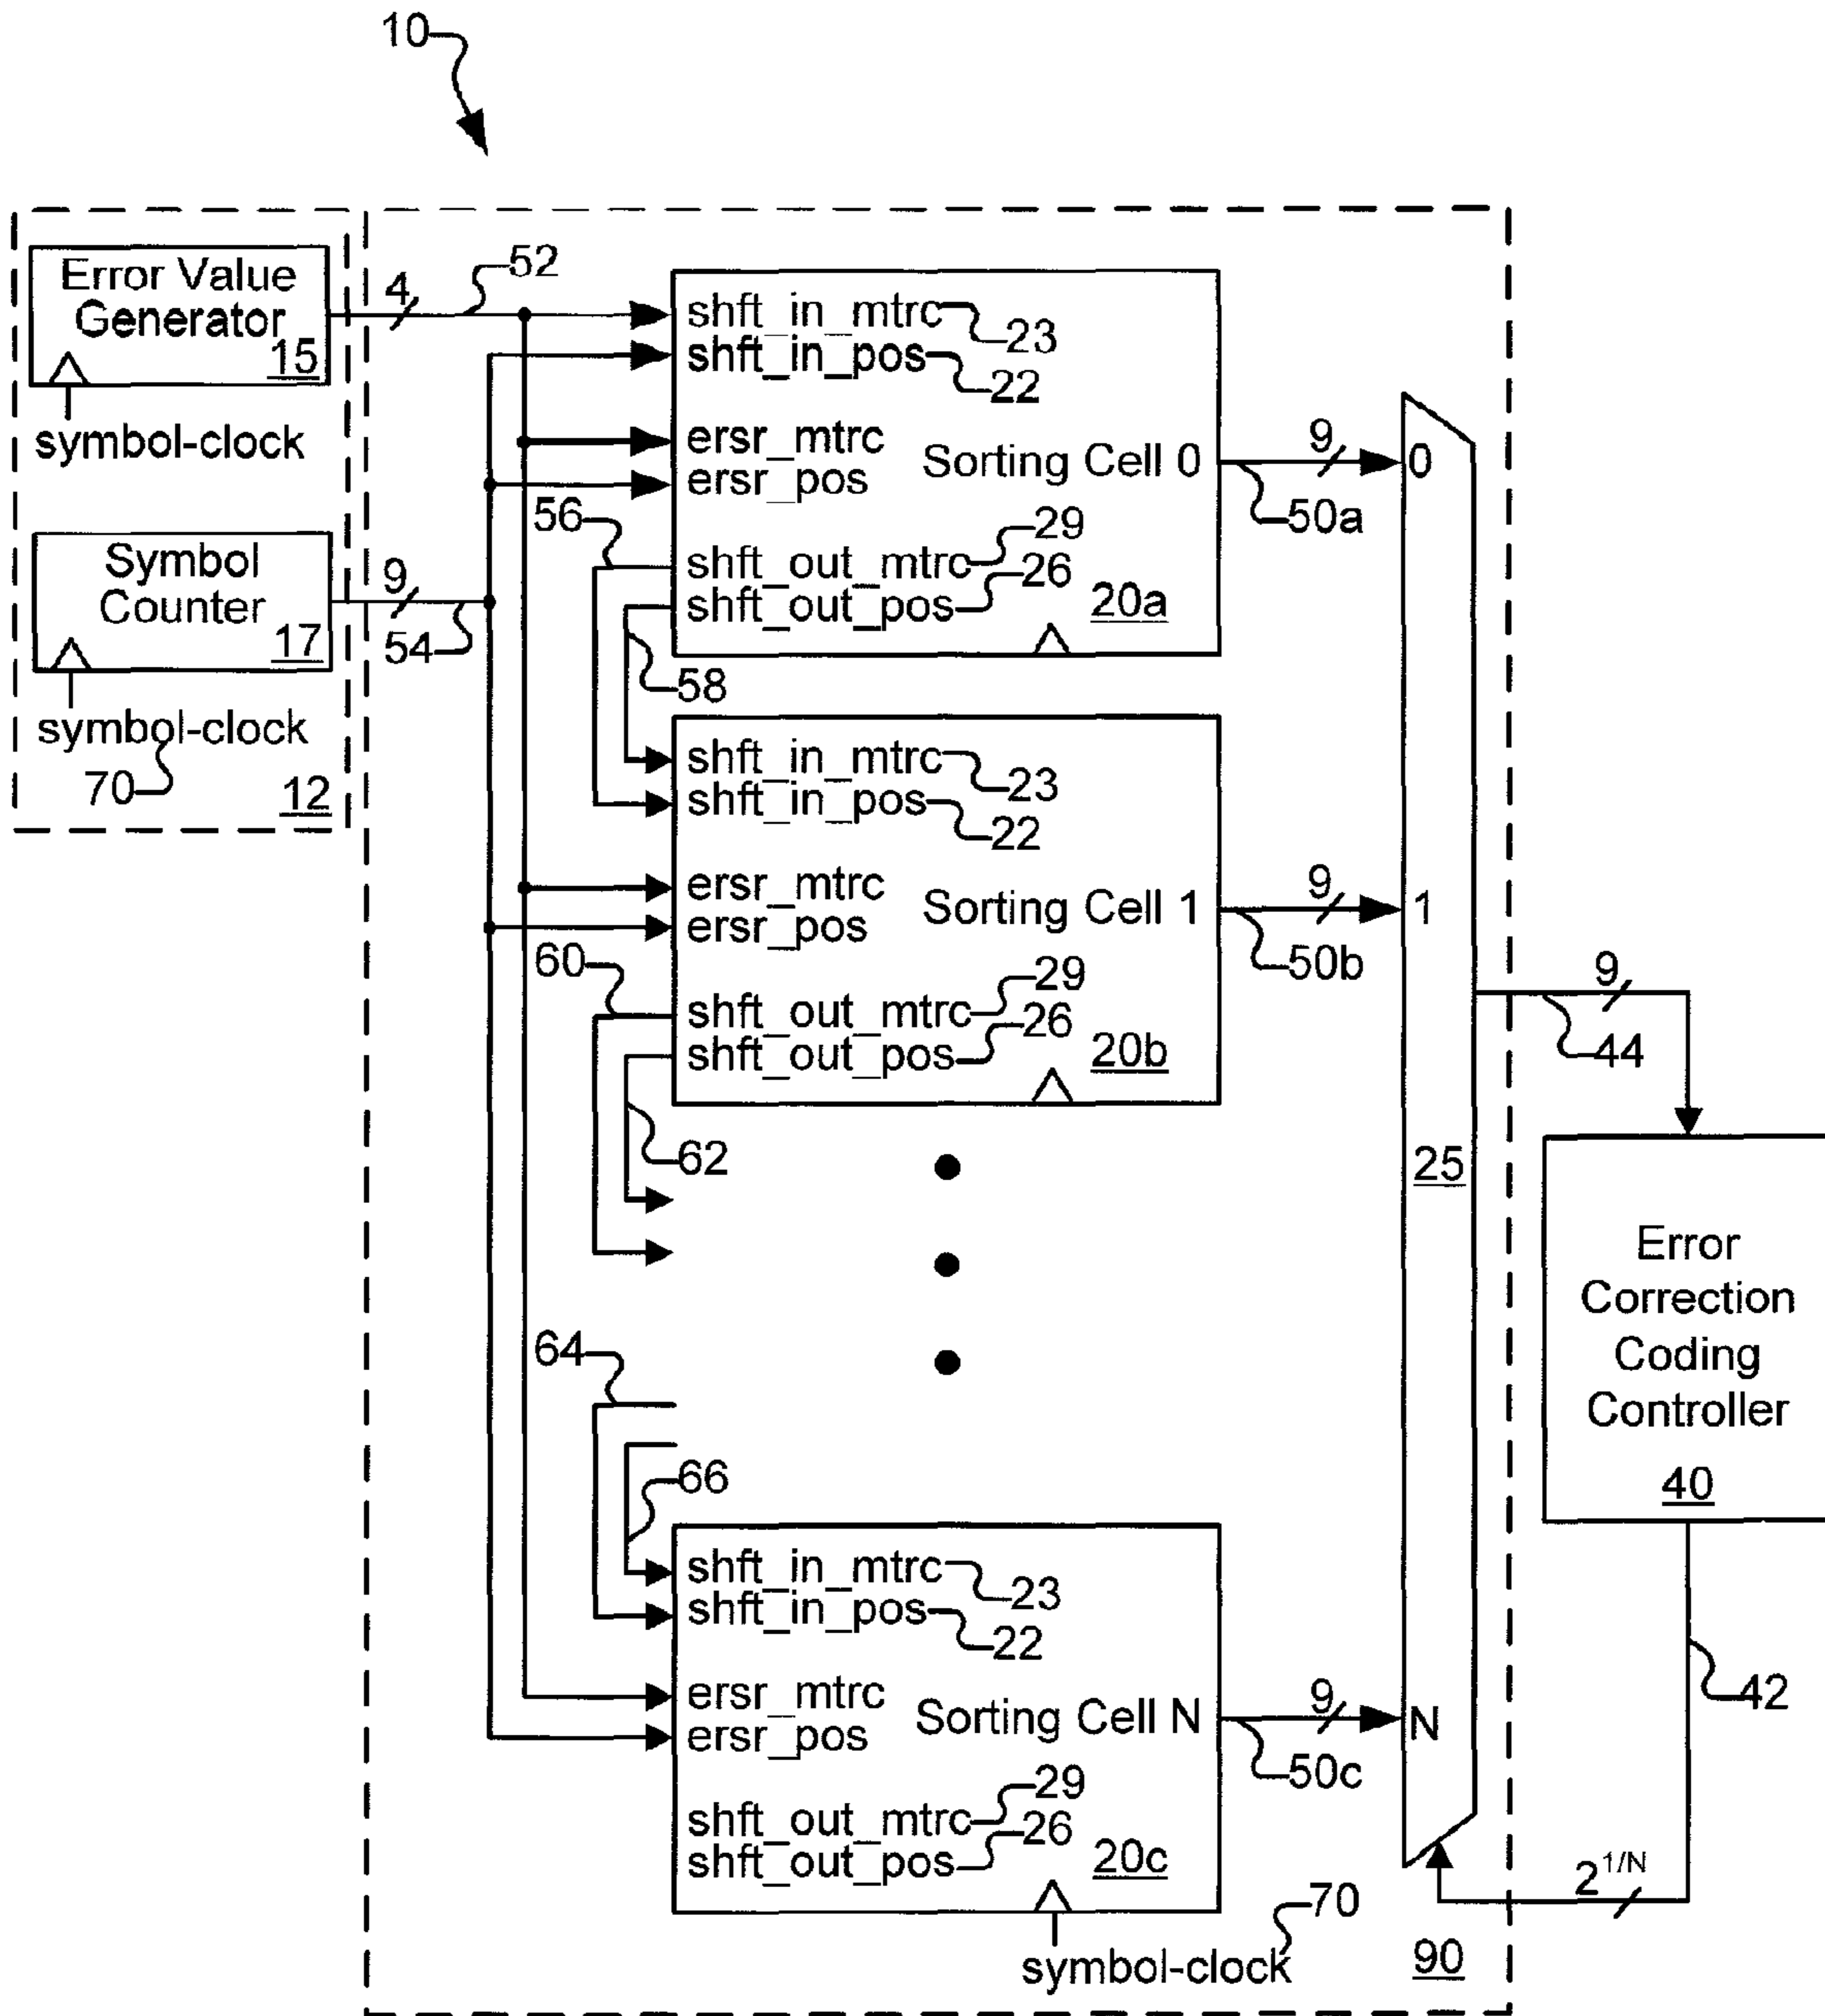 10
Error Value
Generator
15
symbol-clock
Symbol
Counter
17
symbol-clock
70
12
4
52
9
54
shft_in_mtrc
23
shft_in_pos
22
ersr_mtrc
ersr_pos
Sorting Cell 0
56
shft_out_mtrc
29
shft_out_pos
26
20a
58
9
50a
0
shft_in_mtrc
23
shft_in_pos
22
ersr_mtrc
ersr_pos
Sorting Cell 1
60
shft_out_mtrc
29
shft_out_pos
26
20b
62
9
50b
1
9
44
25
Error
Correction
Coding
Controller
40
42
64
66
shft_in_mtrc
23
shft_in_pos
22
ersr_mtrc
ersr_pos
Sorting Cell N
shft_out_mtrc
29
shft_out_pos
26
20c
9
50c
N
2^1/N
symbol-clock
70
90